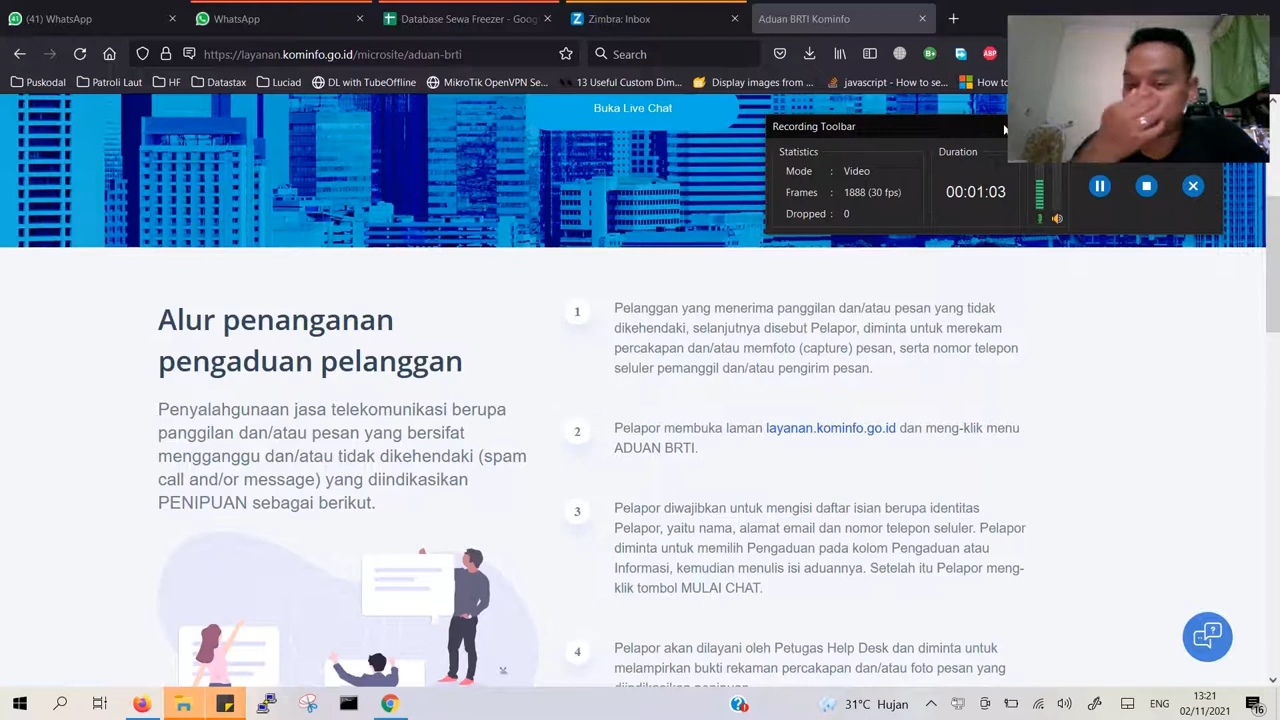 41
(41) WhatsApp
WhatsApp
Database Sewa Freezer - Goog
Zimbra: Inbox
Aduan BRTI Kominfo
https://layanan.kominfo.go.id/microsite/aduan-brti
Search
ABP
Puskodal
Patroli Laut
HF
Datastax
Luciad
DL with TubeOffline
MikroTik OpenVPN Se...
13 Useful Custom Dim...
Display images from ...
javascript - How to se...
How to
Buka Live Chat
Recording Toolbar
Statistics
Duration
Mode : Video
Frames : 1888 (30 fps)
00:01:03
Dropped : 0
Alur penanganan
pengaduan pelanggan
Penyalahgunaan jasa telekomunikasi berupa
panggilan dan/atau pesan yang bersifat
mengganggu dan/atau tidak dikehendaki (spam
call and/or message) yang diindikasikan
PENIPUAN sebagai berikut.
1
Pelanggan yang menerima panggilan dan/atau pesan yang tidak
dikehendaki, selanjutnya disebut Pelapor, diminta untuk merekam
percakapan dan/atau memfoto (capture) pesan, serta nomor telepon
seluler pemanggil dan/atau pengirim pesan.
2
Pelapor membuka laman layanan.kominfo.go.id dan meng-klik menu
ADUAN BRTI.
3
Pelapor diwajibkan untuk mengisi daftar isian berupa identitas
Pelapor, yaitu nama, alamat email dan nomor telepon seluler. Pelapor
diminta untuk memilih Pengaduan pada kolom Pengaduan atau
Informasi, kemudian menulis isi aduannya. Setelah itu Pelapor meng-
klik tombol MULAI CHAT.
4
Pelapor akan dilayani oleh Petugas Help Desk dan diminta untuk
melampirkan bukti rekaman percakapan dan/atau foto pesan yang
diindikasikan penipuan.
31°C Hujan
ENG
13:21
02/11/2021
16